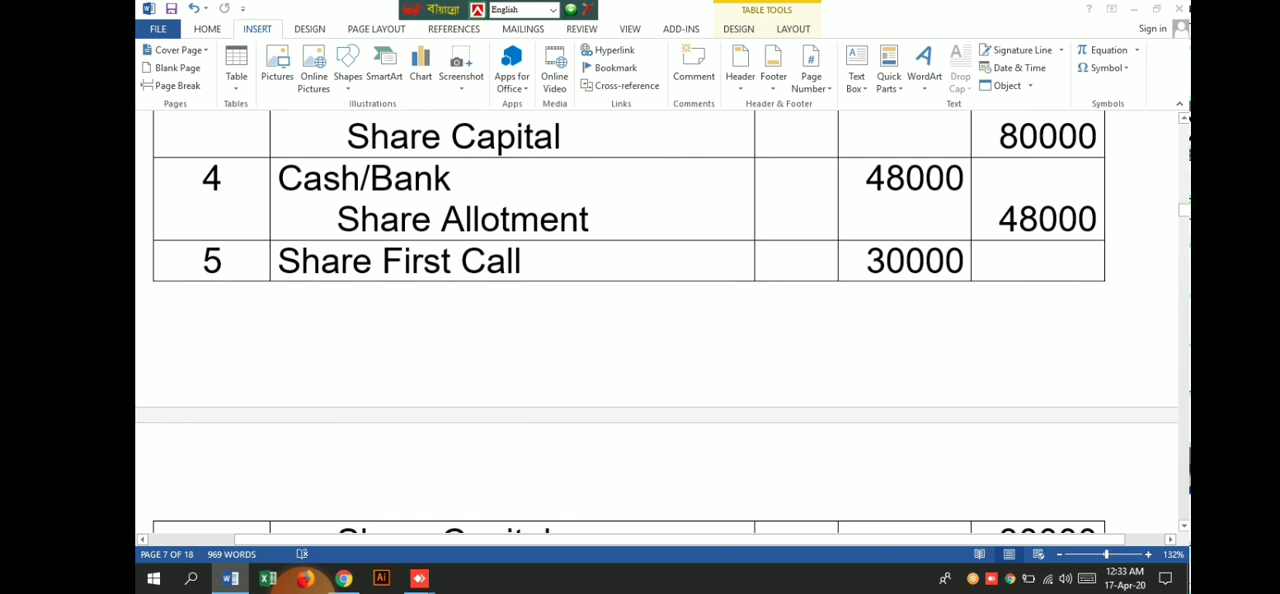 বায়ান্নো English
TABLE TOOLS
FILE HOME INSERT DESIGN PAGE LAYOUT REFERENCES MAILINGS REVIEW VIEW ADD-INS DESIGN LAYOUT Sign in
Cover Page
Blank Page
Page Break
Table
Pictures
Online Pictures
Shapes
SmartArt
Chart
Screenshot
Apps for Office
Online Video
Hyperlink
Bookmark
Cross-reference
Comment
Header
Footer
Page Number
Text Box
Quick Parts
WordArt
Drop Cap
Signature Line
Date & Time
Object
Equation
Symbol
Pages Tables Illustrations Apps Media Links Comments Header & Footer Text Symbols
Share Capital 80000
4 Cash/Bank 48000
Share Allotment 48000
5 Share First Call 30000
PAGE 7 OF 18 969 WORDS 132%
12:33 AM
17-Apr-20